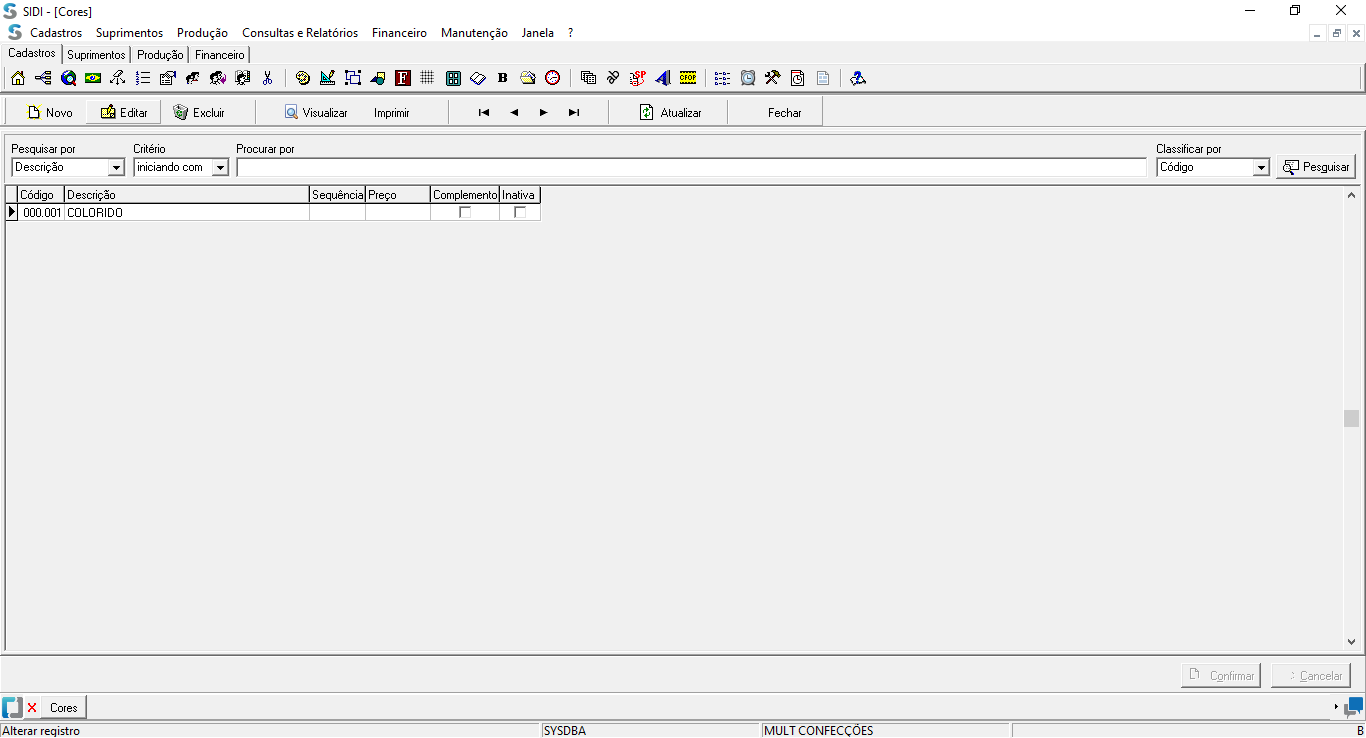 SIDI - [Cores]
Cadastros Suprimentos Produção Consultas e Relatórios Financeiro Manutenção Janela ?
Cadastros Suprimentos Produção Financeiro
F B SP CFOP
Novo Editar Excluir Visualizar Imprimir Atualizar Fechar
Pesquisar por Critério Procurar por Classificar por
Descrição iniciando com Código Pesquisar
Código Descrição Sequência Preço Complemento Inativa
000.001 COLORIDO
Confirmar Cancelar
Cores
Alterar registro SYSDBA MULT CONFECÇÕES B